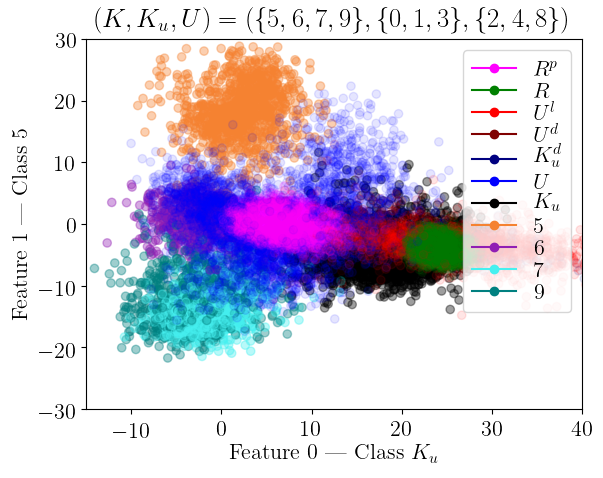 (K, K_u, U) = ({5, 6, 7, 9}, {0, 1, 3}, {2, 4, 8})
30
20
10
0
−10
−20
−30
Feature 1 — Class 5
R^p
R
U^l
U^d
K_u^d
U
K_u
5
6
7
9
−10 0 10 20 30 40
Feature 0 — Class K_u